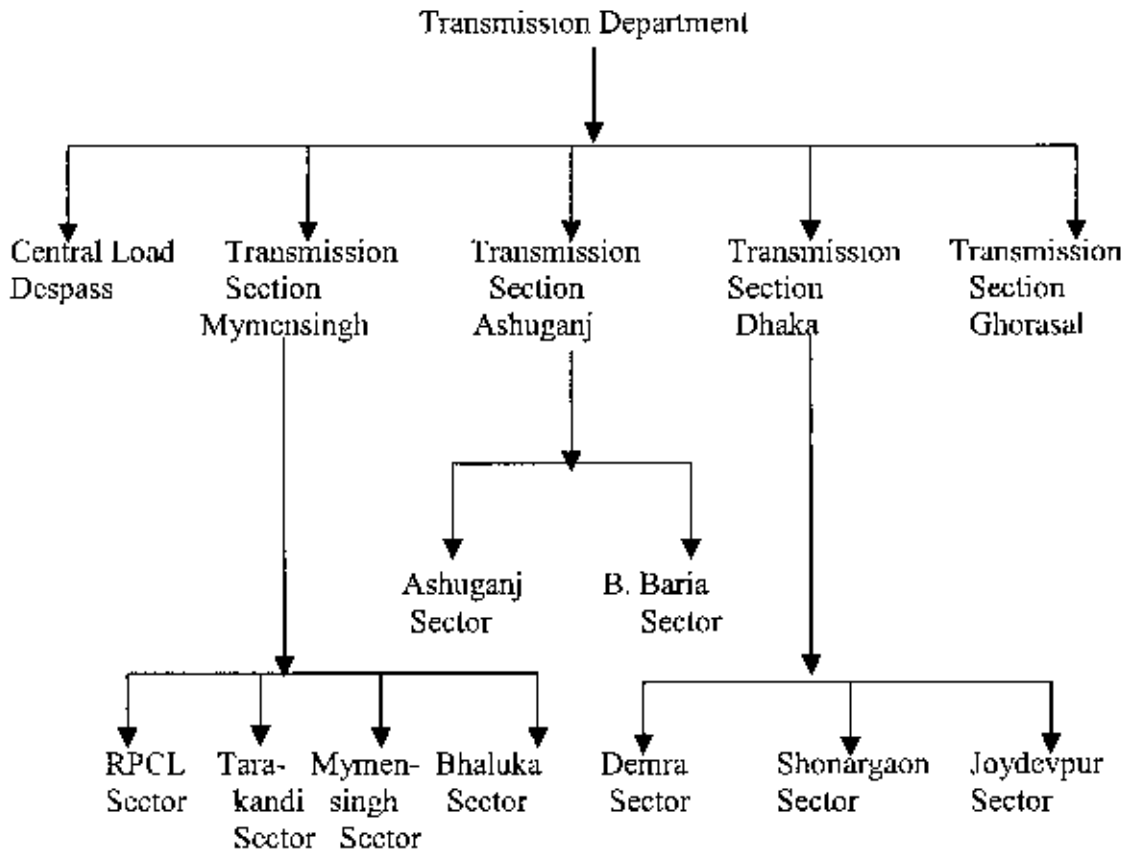 Transmission Department
Central Load
Despass
Transmission
Section
Mymensingh
Transmission
Section
Ashuganj
Transmission
Section
Dhaka
Transmission
Section
Ghorasal
Ashuganj
Sector
B. Baria
Sector
RPCL
Sector
Tara-
kandi
Sector
Mymen-
singh
Sector
Bhaluka
Sector
Demra
Sector
Shonargaon
Sector
Joydevpur
Sector